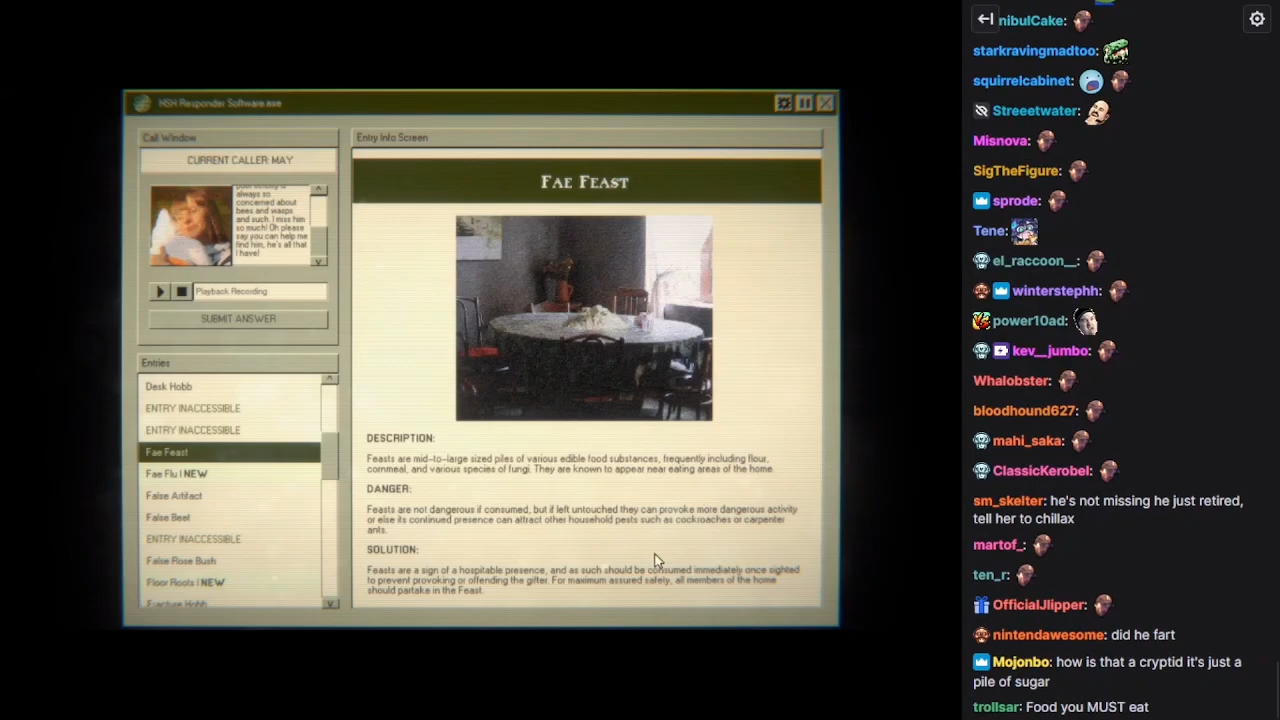 HSH Responder Software.exe
Call Window
CURRENT CALLER: MAY
always so
concerned about
bees and wasps
and such. I miss him
so much! Oh please
say you can help me
find him, he's all that
I have!
Playback Recording
SUBMIT ANSWER
Entries
Desk Hobb
ENTRY INACCESSIBLE
ENTRY INACCESSIBLE
Fae Feast
Fae Flu | NEW
False Artifact
False Beet
ENTRY INACCESSIBLE
False Rose Bush
Floor Roots | NEW
Fracture Hobb
Entry Info Screen
FAE FEAST
DESCRIPTION:
Feasts are mid-to-large sized piles of various edible food substances, frequently including flour,
cornmeal, and various species of fungi. They are known to appear near eating areas of the home.
DANGER:
Feasts are not dangerous if consumed, but if left untouched they can provoke more dangerous activity
or else its continued presence can attract other household pests such as cockroaches or carpenter
ants.
SOLUTION:
Feasts are a sign of a hospitable presence, and as such should be consumed immediately once sighted
to prevent provoking or offending the gifter. For maximum assured safety, all members of the home
should partake in the Feast.
nibulCake:
starkravingmadtoo:
squirrelcabinet:
Streeetwater:
Misnova:
SigTheFigure:
sprode:
Tene:
el_raccoon__:
winterstephh:
power10ad:
kev__jumbo:
Whalobster:
bloodhound627:
mahi_saka:
ClassicKerobel:
sm_skelter: he's not missing he just retired,
tell her to chillax
martof_:
ten_r:
OfficialJlipper:
nintendawesome: did he fart
Mojonbo: how is that a cryptid it's just a
pile of sugar
trollsar: Food you MUST eat